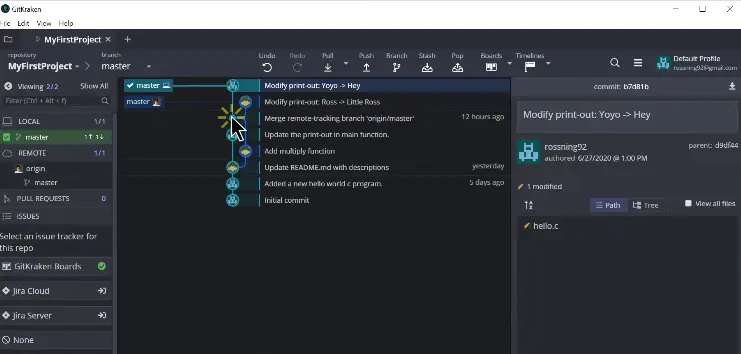 GitKraken
File Edit View Help
MyFirstProject
repository
MyFirstProject
branch
master
Undo Redo Pull Push Branch Stash Pop Boards Timelines
Default Profile
rossning92@gmail.com
Viewing 2/2 Show All
Filter (Ctrl + Alt + f)
LOCAL 1/1
master 1 1
REMOTE 1/1
origin
master
PULL REQUESTS 0
ISSUES
Select an issue tracker for
this repo
GitKraken Boards
Jira Cloud
Jira Server
None
master Modify print-out: Yoyo -> Hey
master Modify print-out: Ross -> Little Ross
Merge remote-tracking branch 'origin/master' 12 hours ago
Update the print-out in main function.
Add multiply function
Update README.md with descriptions yesterday
Added a new hello world c program. 5 days ago
Initial commit
commit: b7d81b
Modify print-out: Yoyo -> Hey
rossning92
authored 6/27/2020 @ 1:00 PM
parent: d9df44
1 modified
Path Tree View all files
hello.c